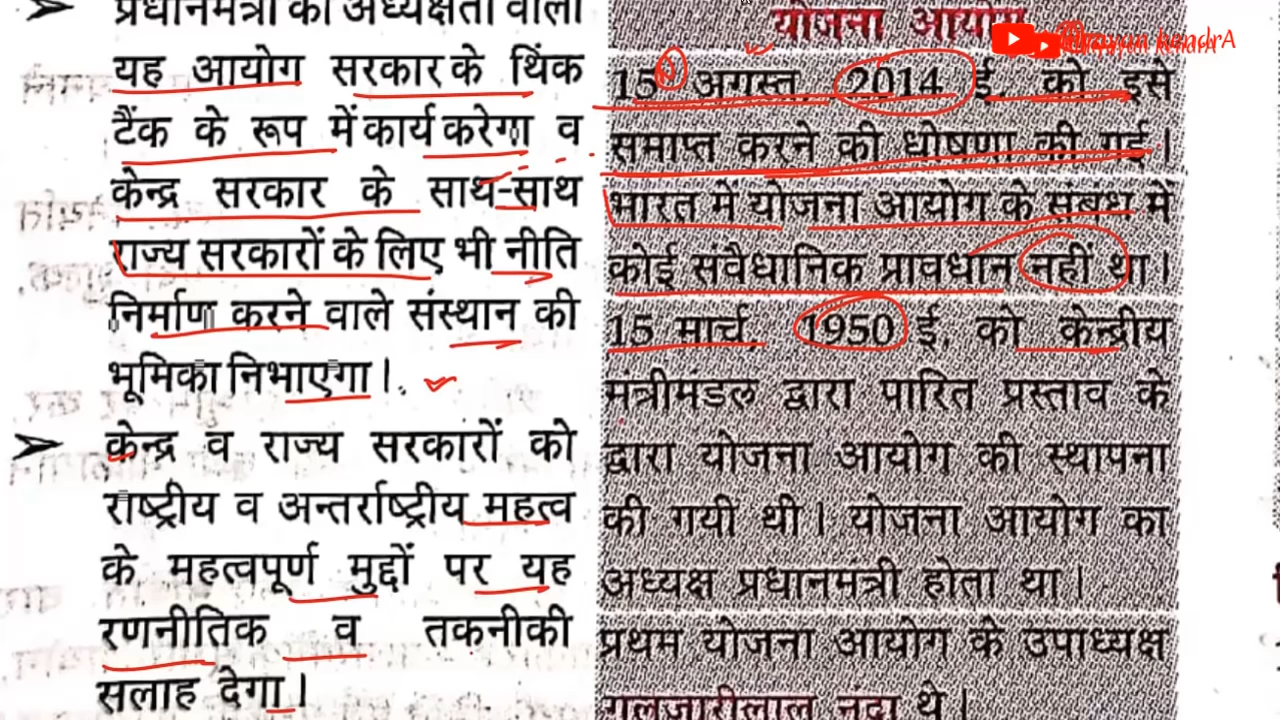 प्रधानमंत्री की अध्यक्षता वाला
यह आयोग सरकार के थिंक
टैंक के रूप में कार्य करेगा व
केन्द्र सरकार के साथ-साथ
राज्य सरकारों के लिए भी नीति
निर्माण करने वाले संस्थान की
भूमिका निभाएगा।
केन्द्र व राज्य सरकारों को
राष्ट्रीय व अन्तर्राष्ट्रीय महत्व
के महत्वपूर्ण मुद्दों पर यह
रणनीतिक व तकनीकी
सलाह देगा।
योजना आयोग
15 अगस्त, 2014 ई. को इसे
समाप्त करने की धोषणा की गई।
भारत में योजना आयोग के संबंध में
कोई संवैधानिक प्रावधान नहीं था।
15 मार्च, 1950 ई. को केन्द्रीय
मंत्रीमंडल द्वारा पारित प्रस्ताव के
द्वारा योजना आयोग की स्थापना
की गयी थी। योजना आयोग का
अध्यक्ष प्रधानमत्री होता था।
प्रथम योजना आयोग के उपाध्यक्ष
गुलजारीलाल नंदा थे।
kendrA